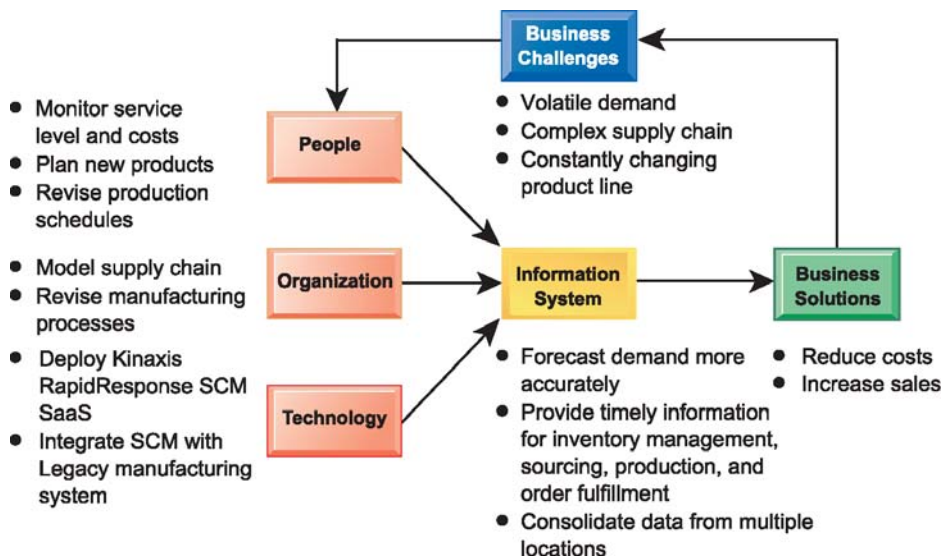 Business
Challenges
Volatile demand
Complex supply chain
Constantly changing
product line
Monitor service
level and costs
Plan new products
Revise production
schedules
People
Model supply chain
Revise manufacturing
processes
Organization
Deploy Kinaxis
RapidResponse SCM
SaaS
Integrate SCM with
Legacy manufacturing
system
Technology
Information
System
Forecast demand more
accurately
Provide timely information
for inventory management,
sourcing, production, and
order fulfillment
Consolidate data from multiple
locations
Business
Solutions
Reduce costs
Increase sales